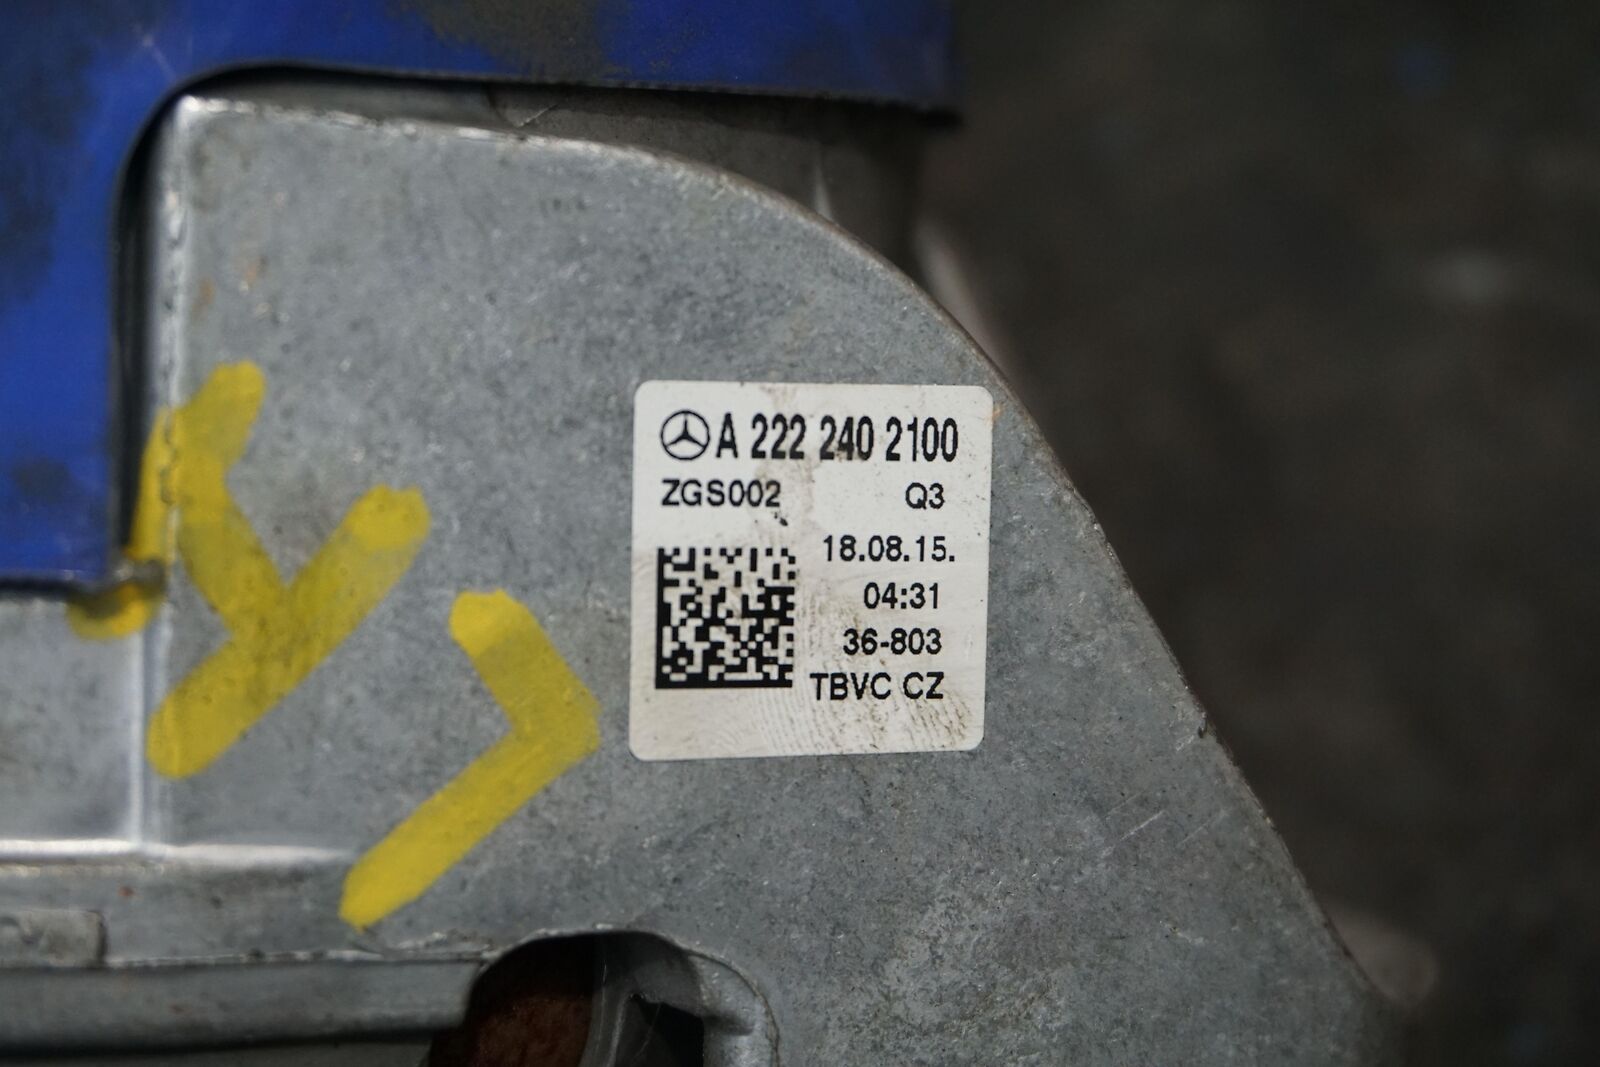 A 222 240 2100
ZGS002 Q3
18.08.15.
04:31
36-803
TBVC CZ